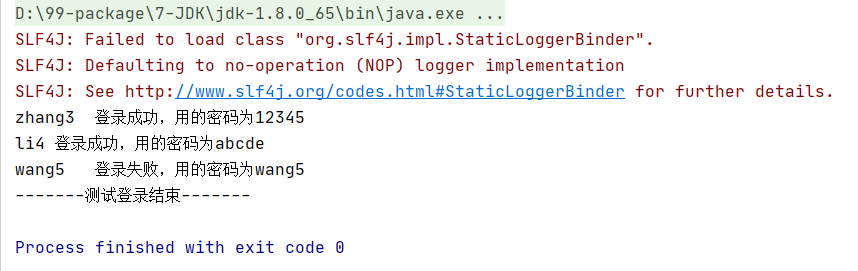 D:\99-package\7-JDK\jdk-1.8.0_65\bin\java.exe ...
SLF4J: Failed to load class "org.slf4j.impl.StaticLoggerBinder".
SLF4J: Defaulting to no-operation (NOP) logger implementation
SLF4J: See http://www.slf4j.org/codes.html#StaticLoggerBinder for further details.
zhang3  登录成功，用的密码为12345
li4 登录成功，用的密码为abcde
wang5   登录失败，用的密码为wang5
-------测试登录结束-------
Process finished with exit code 0